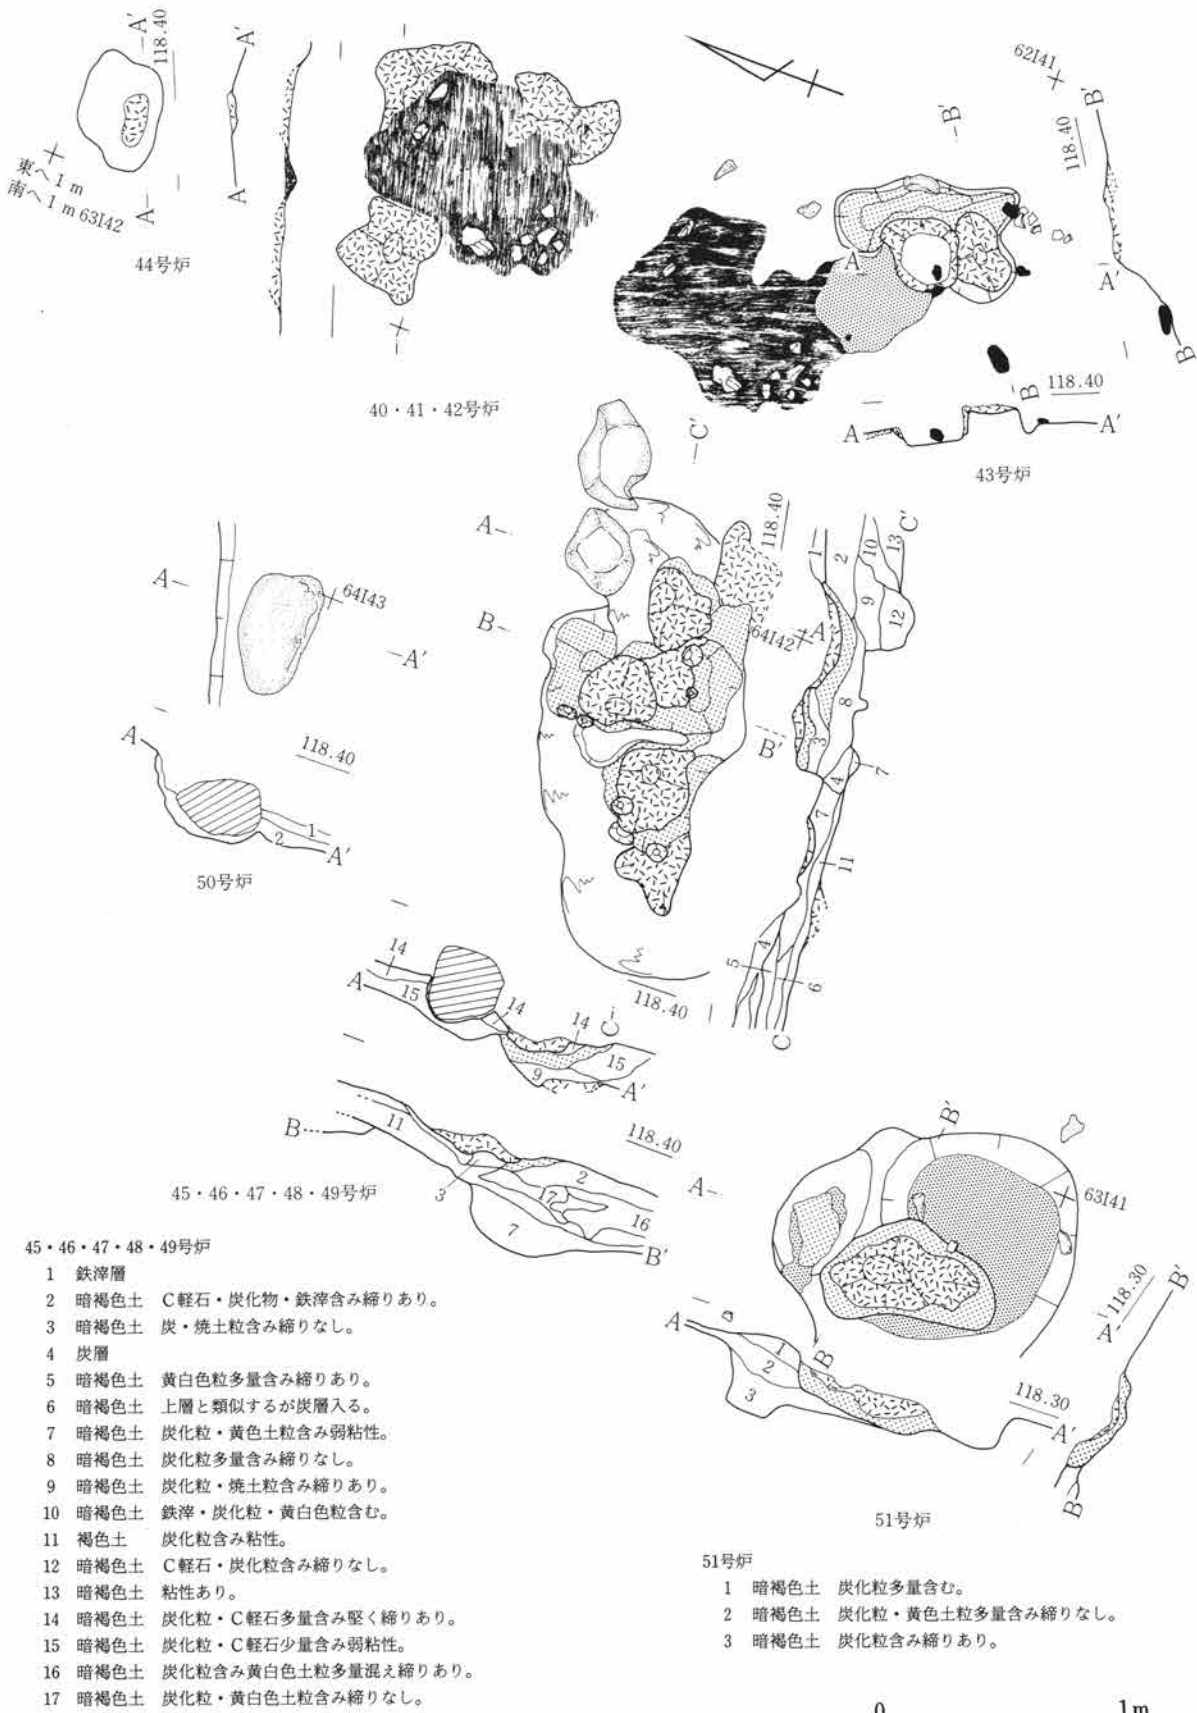 A'
118.40
A'
A
A
東へ1m
南へ1m 63I42
44号炉
40・41・42号炉
62I41
B'
B'
118.40
A
A'
B
B
118.40
A
A'
43号炉
C'
118.40
A
B
64I42
A'
B'
118.40
1
2
10
13
C'
9
12
8
3
7
4
7
11
4
5
6
C
A
64I43
A'
A
118.40
1
2
A'
50号炉
14
A
15
14
14
C
15
9
A'
B
11
118.40
3
2
17
16
7
B'
45・46・47・48・49号炉
B'
A
63I41
B'
118.30
A'
A
1
2
3
B
118.30
A'
B
51号炉
45・46・47・48・49号炉
1 鉄滓層
2 暗褐色土 C軽石・炭化物・鉄滓含み締りあり。
3 暗褐色土 炭・焼土粒含み締りなし。
4 炭層
5 暗褐色土 黄白色粒多量含み締りあり。
6 暗褐色土 上層と類似するが炭層入る。
7 暗褐色土 炭化粒・黄色土粒含み弱粘性。
8 暗褐色土 炭化粒多量含み締りなし。
9 暗褐色土 炭化粒・焼土粒含み締りあり。
10 暗褐色土 鉄滓・炭化粒・黄白色粒含む。
11 褐色土 炭化粒含み粘性。
12 暗褐色土 C軽石・炭化粒含み締りなし。
13 暗褐色土 粘性あり。
14 暗褐色土 炭化粒・C軽石多量含み堅く締りあり。
15 暗褐色土 炭化粒・C軽石少量含み弱粘性。
16 暗褐色土 炭化粒含み黄白色土粒多量混え締りあり。
17 暗褐色土 炭化粒・黄白色土粒含み締りなし。
51号炉
1 暗褐色土 炭化粒多量含む。
2 暗褐色土 炭化粒・黄色土粒多量含み締りなし。
3 暗褐色土 炭化粒含み締りあり。
0 1m